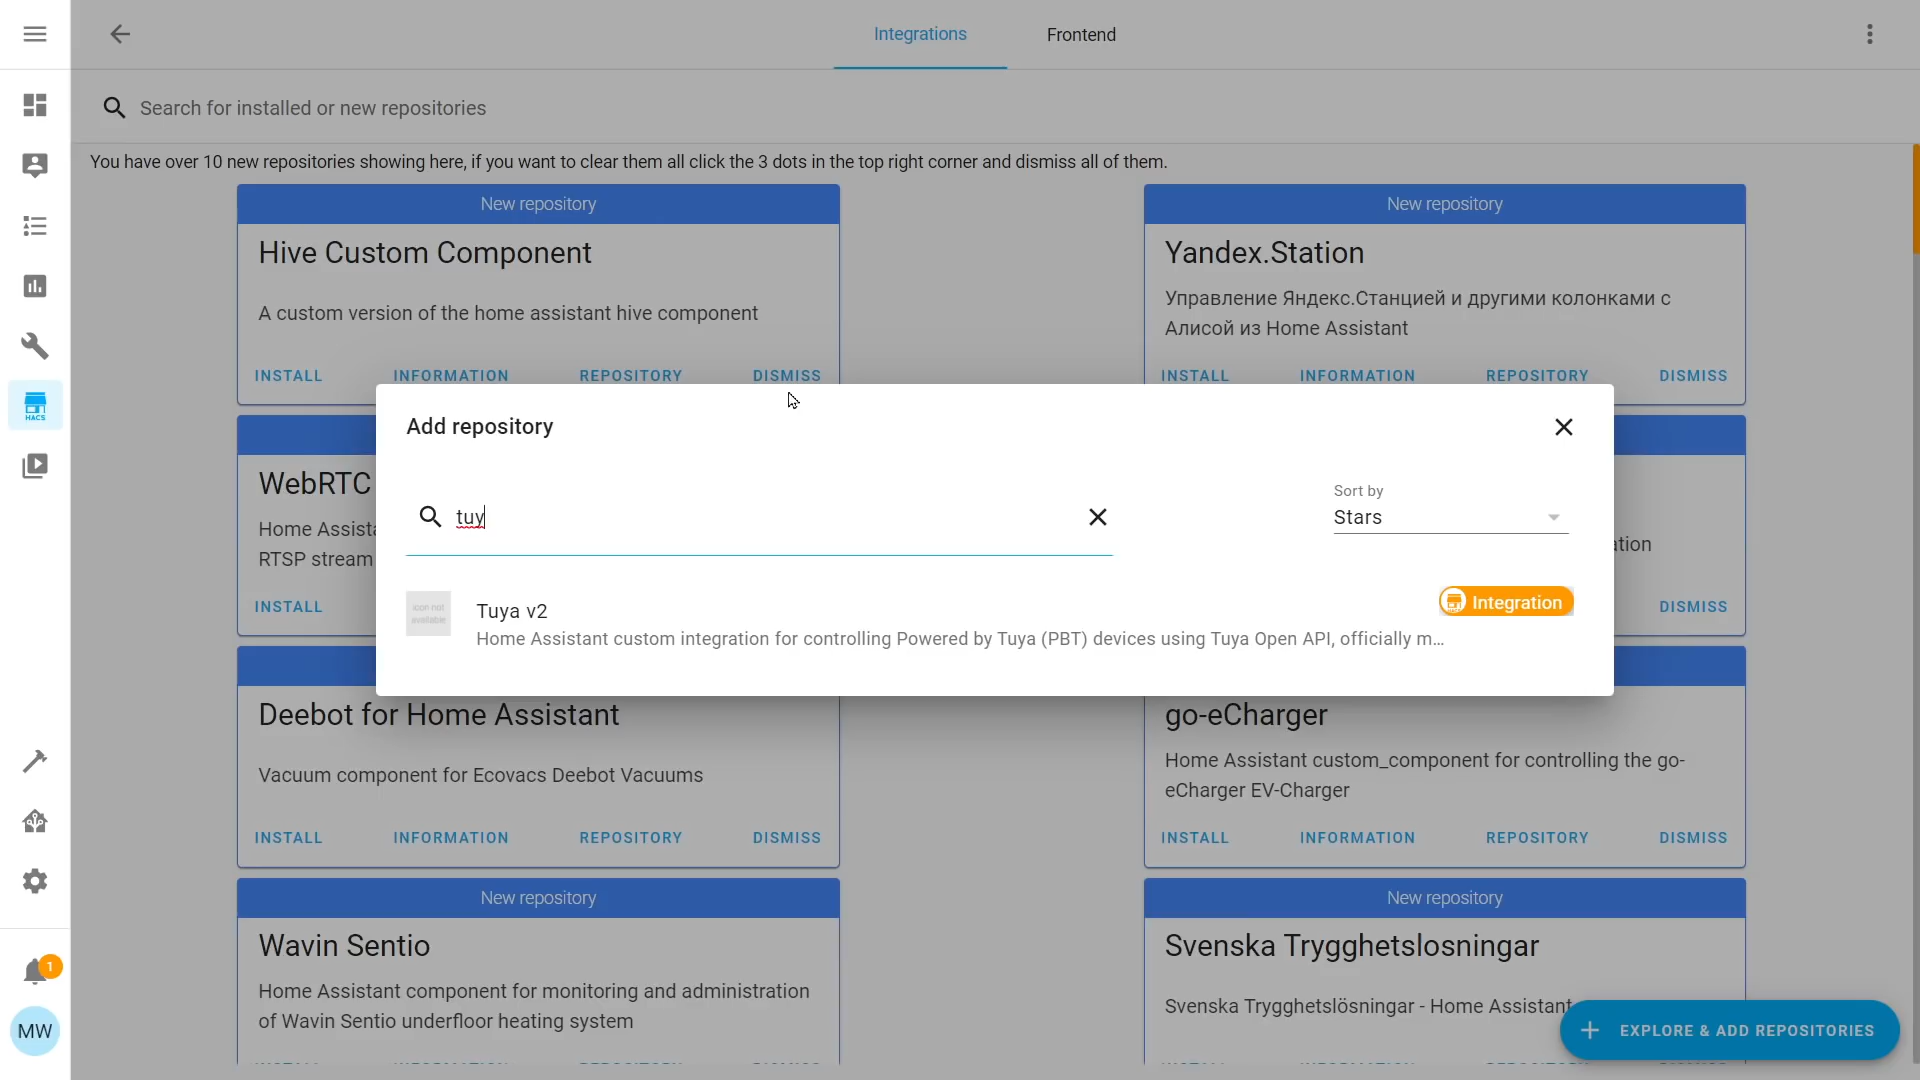 Integrations
Frontend
Search for installed or new repositories
You have over 10 new repositories showing here, if you want to clear them all click the 3 dots in the top right corner and dismiss all of them.
New repository
Hive Custom Component
A custom version of the home assistant hive component
INSTALL INFORMATION REPOSITORY DISMISS
New repository
Yandex.Station
Управление Яндекс.Станцией и другими колонками с
Алисой из Home Assistant
INSTALL INFORMATION REPOSITORY DISMISS
HACS
Add repository
tuy
Sort by
Stars
icon not
available
Tuya v2
Integration
Home Assistant custom integration for controlling Powered by Tuya (PBT) devices using Tuya Open API, officially m...
WebRTC
Home Assista
RTSP stream
INSTALL
ation
DISMISS
Deebot for Home Assistant
Vacuum component for Ecovacs Deebot Vacuums
INSTALL INFORMATION REPOSITORY DISMISS
go-eCharger
Home Assistant custom_component for controlling the go-
eCharger EV-Charger
INSTALL INFORMATION REPOSITORY DISMISS
New repository
Wavin Sentio
Home Assistant component for monitoring and administration
of Wavin Sentio underfloor heating system
New repository
Svenska Trygghetslosningar
Svenska Trygghetslösningar - Home Assistant
1
MW
EXPLORE & ADD REPOSITORIES